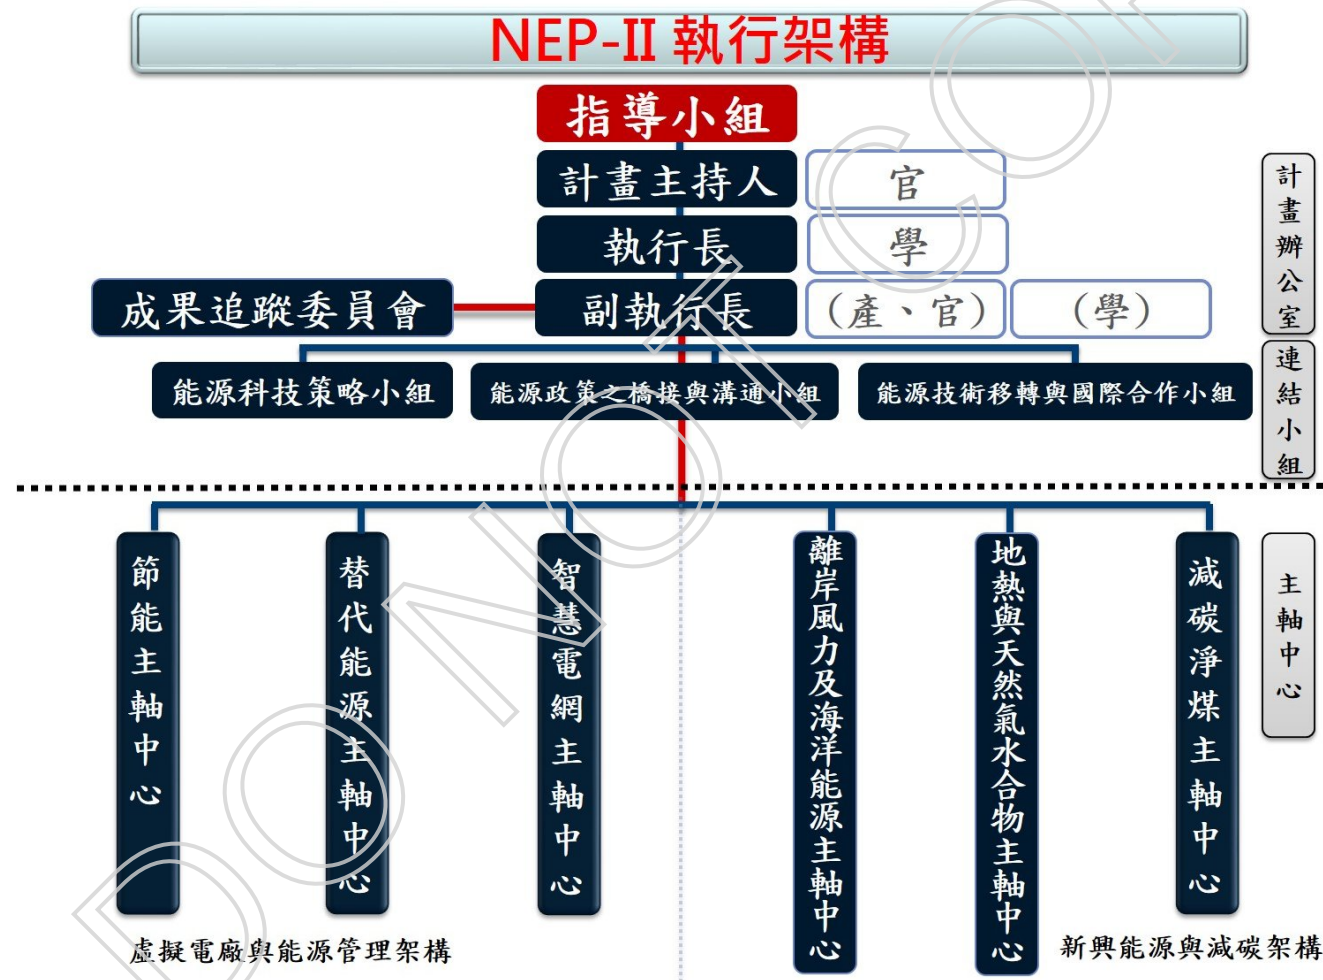 NEP-II 執行架構
指導小組
計畫主持人
官
執行長
學
成果追蹤委員會
副執行長
(產、官)
(學)
計畫辦公室
能源科技策略小組
能源政策之橋接與溝通小組
能源技術移轉與國際合作小組
連結小組
節能主軸中心
替代能源主軸中心
智慧電網主軸中心
離岸風力及海洋能源主軸中心
地熱與天然氣水合物主軸中心
減碳淨煤主軸中心
主軸中心
虛擬電廠與能源管理架構
新興能源與減碳架構
DO NOT COP